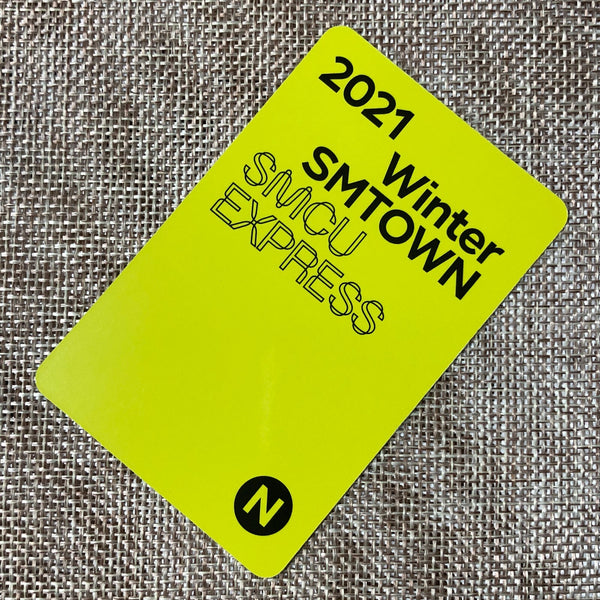 2021
Winter
SMTOWN
SMCU
EXPRESS
N